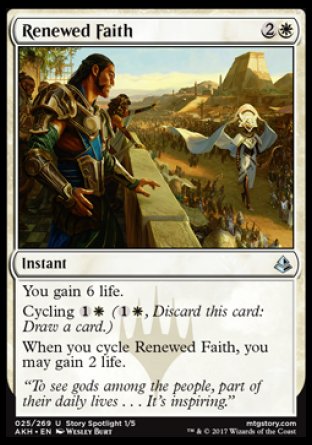 Renewed Faith 2
Instant
You gain 6 life.
Cycling 1 (1, Discard this card:
Draw a card.)
When you cycle Renewed Faith, you
may gain 2 life.
"To see gods among the people, part
of their daily lives . . . It's inspiring."
025/269 U Story Spotlight 1/5 mtgstory.com
AKH • EN Wesley Burt ™ & © 2017 Wizards of the Coast